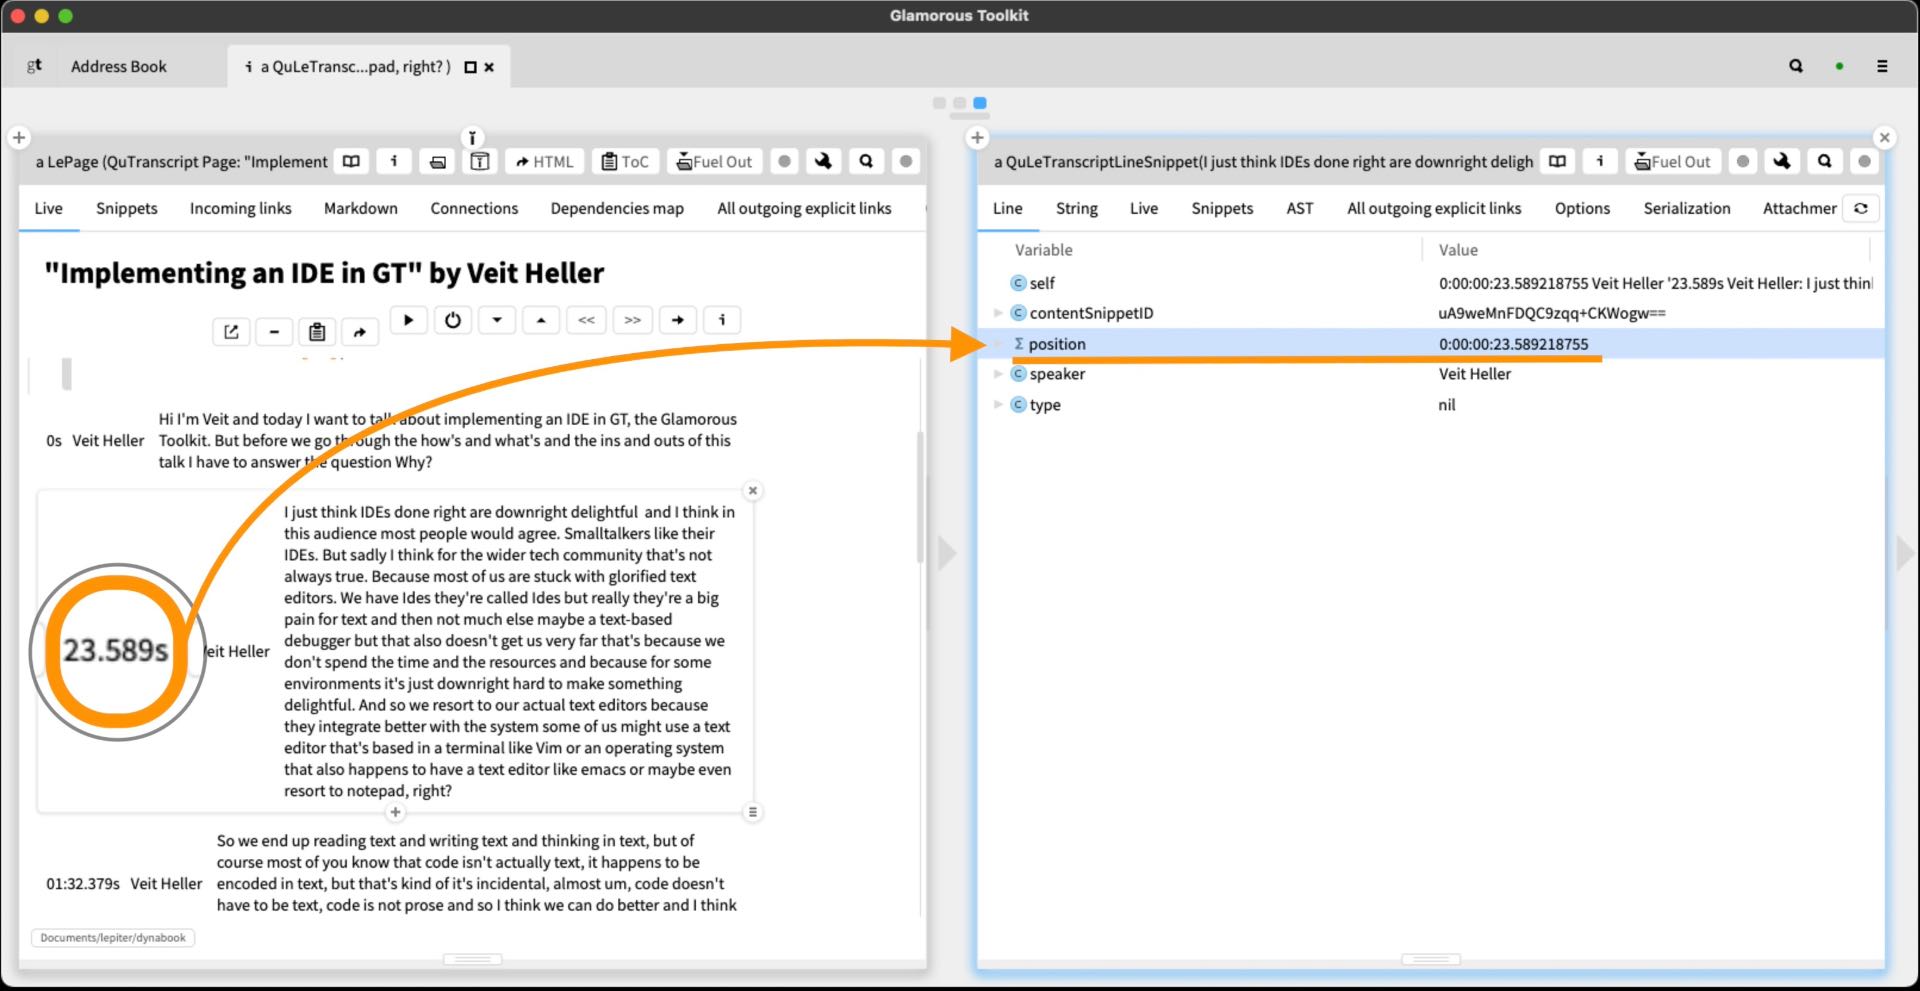 Glamorous Toolkit
gt Address Book i a QuLeTransc...pad, right? )
a LePage (QuTranscript Page: "Implement
HTML
ToC
Fuel Out
Live Snippets Incoming links Markdown Connections Dependencies map All outgoing explicit links
"Implementing an IDE in GT" by Veit Heller
<< >> i
0s Veit Heller
Hi I'm Veit and today I want to talk about implementing an IDE in GT, the Glamorous
Toolkit. But before we go through the how's and what's and the ins and outs of this
talk I have to answer the question Why?
23.589s eit Heller
I just think IDEs done right are downright delightful and I think in
this audience most people would agree. Smalltalkers like their
IDEs. But sadly I think for the wider tech community that's not
always true. Because most of us are stuck with glorified text
editors. We have Ides they're called Ides but really they're a big
pain for text and then not much else maybe a text-based
debugger but that also doesn't get us very far that's because we
don't spend the time and the resources and because for some
environments it's just downright hard to make something
delightful. And so we resort to our actual text editors because
they integrate better with the system some of us might use a text
editor that's based in a terminal like Vim or an operating system
that also happens to have a text editor like emacs or maybe even
resort to notepad, right?
01:32.379s Veit Heller
So we end up reading text and writing text and thinking in text, but of
course most of you know that code isn't actually text, it happens to be
encoded in text, but that's kind of it's incidental, almost um, code doesn't
have to be text, code is not prose and so I think we can do better and I think
Documents/lepiter/dynabook
a QuLeTranscriptLineSnippet(I just think IDEs done right are downright deligh
i
Fuel Out
Line String Live Snippets AST All outgoing explicit links Options Serialization Attachmer
Variable Value
self 0:00:00:23.589218755 Veit Heller '23.589s Veit Heller: I just thin
contentSnippetID uA9weMnFDQC9zqq+CKWogw==
Σ position 0:00:00:23.589218755
speaker Veit Heller
type nil